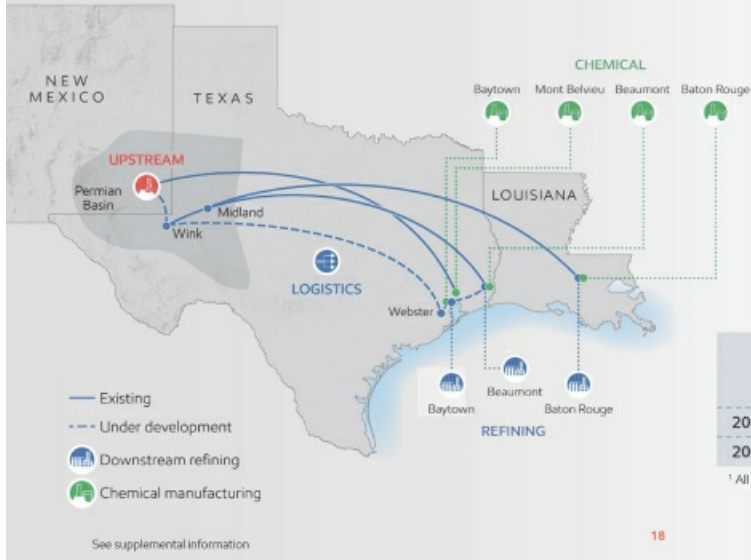 CHEMICAL
Baytown Mont Belvieu Beaumont Baton Rouge
NEW
MEXICO
TEXAS
UPSTREAM
Permian
Basin
LOUISIANA
Midland
Wink
LOGISTICS
Webster
Baytown
Beaumont
Baton Rouge
REFINING
Existing
Under development
Downstream refining
Chemical manufacturing
20
20
¹ All
18
See supplemental information